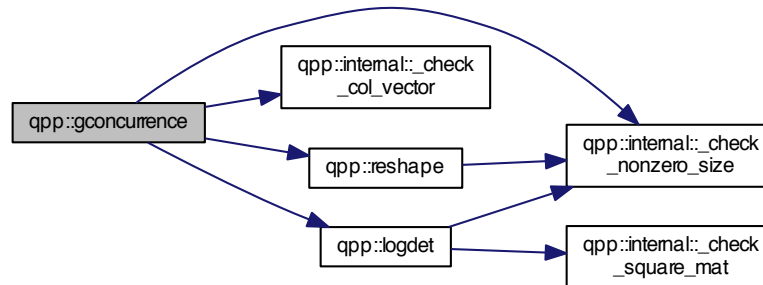 qpp::gconcurrence
qpp::internal::_check
_col_vector
qpp::reshape
qpp::logdet
qpp::internal::_check
_nonzero_size
qpp::internal::_check
_square_mat